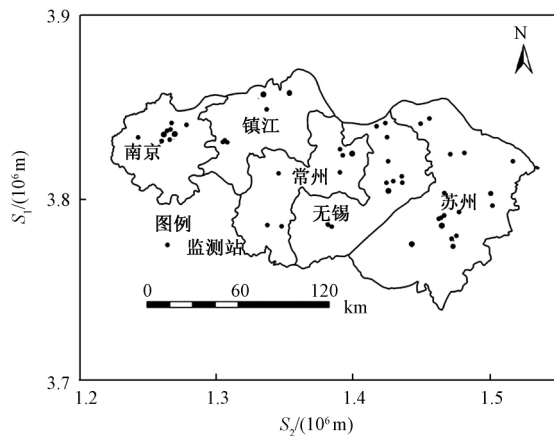 3.9
N
镇江
南京
S₁/(10⁶ m)
3.8
常州
苏州
图例
无锡
监测站
0 60 120
km
3.7
1.2 1.3 1.4 1.5
S₂/(10⁶ m)